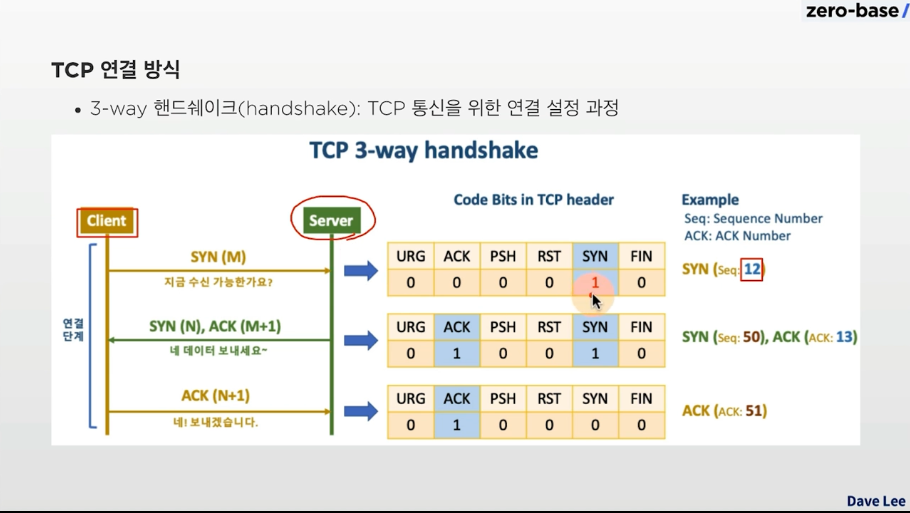 zero-base/
TCP 연결 방식
• 3-way 핸드쉐이크(handshake): TCP 통신을 위한 연결 설정 과정
TCP 3-way handshake
Client
Server
Code Bits in TCP header
Example
Seq: Sequence Number
ACK: ACK Number
연결
단계
SYN (M)
지금 수신 가능한가요?
URG ACK PSH RST SYN FIN
0 0 0 0 1 0
SYN (Seq: 12)
SYN (N), ACK (M+1)
네 데이터 보내세요~
URG ACK PSH RST SYN FIN
0 1 0 0 1 0
SYN (Seq: 50), ACK (ACK: 13)
ACK (N+1)
네! 보내겠습니다.
URG ACK PSH RST SYN FIN
0 1 0 0 0 0
ACK (ACK: 51)
Dave Lee